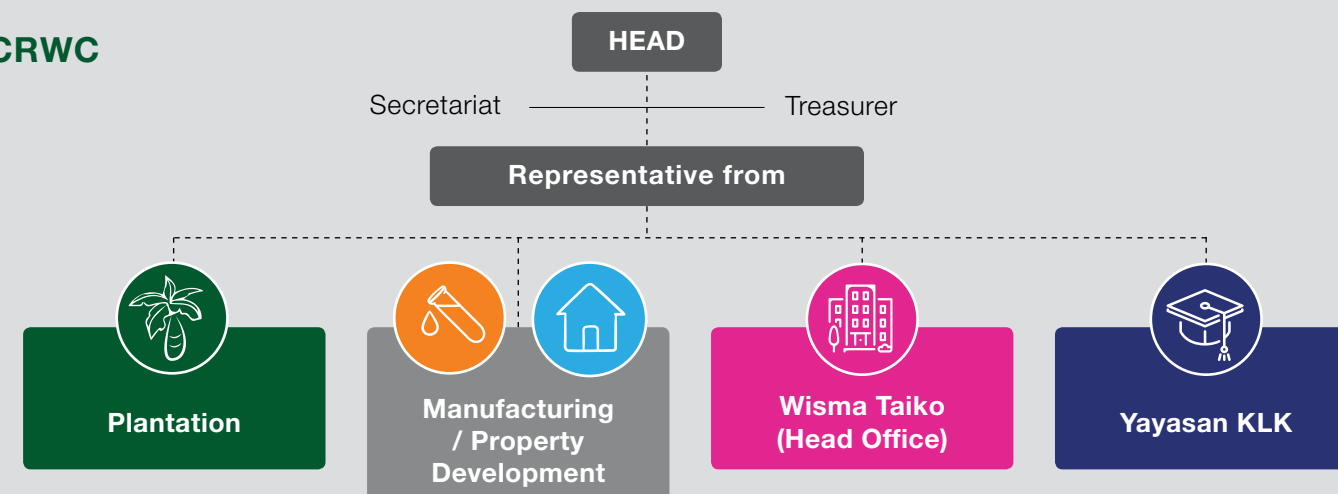 CRWC
HEAD
Secretariat
Treasurer
Representative from
Plantation
Manufacturing
/ Property
Development
Wisma Taiko
(Head Office)
Yayasan KLK